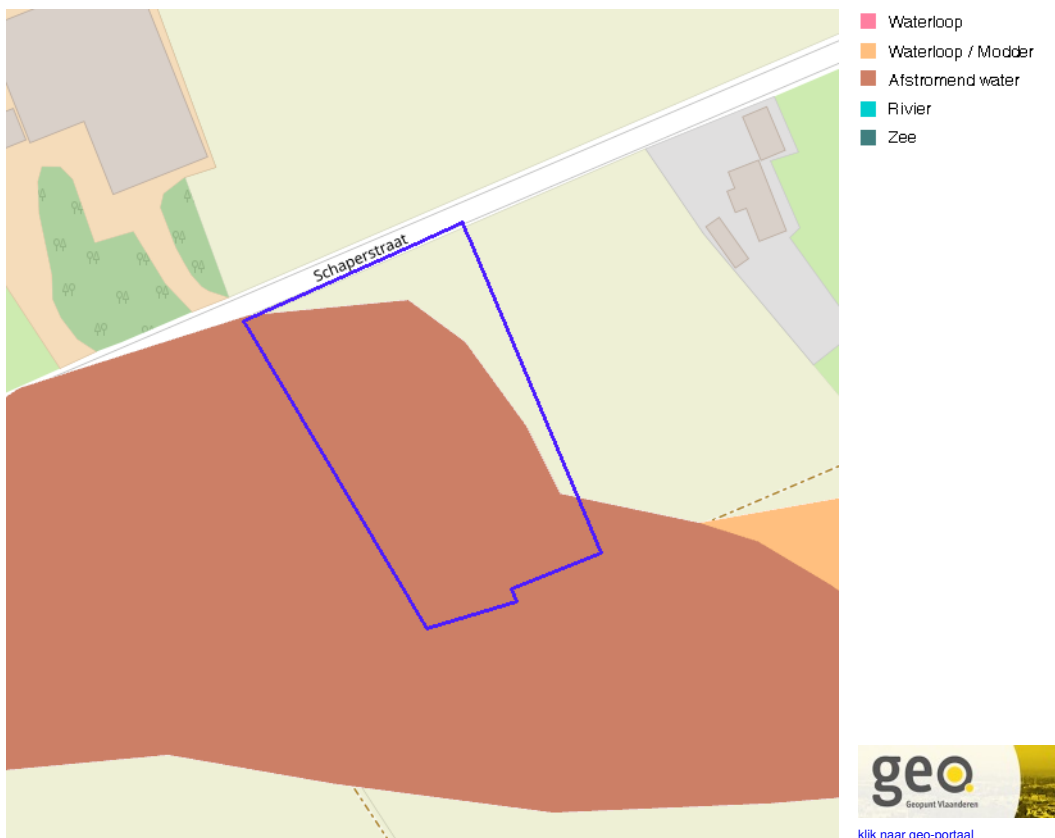 Waterloop
Waterloop / Modder
Afstromend water
Rivier
Zee
Schaperstraat
geo
Geopunt Vlaanderen
klik naar geo-portaal